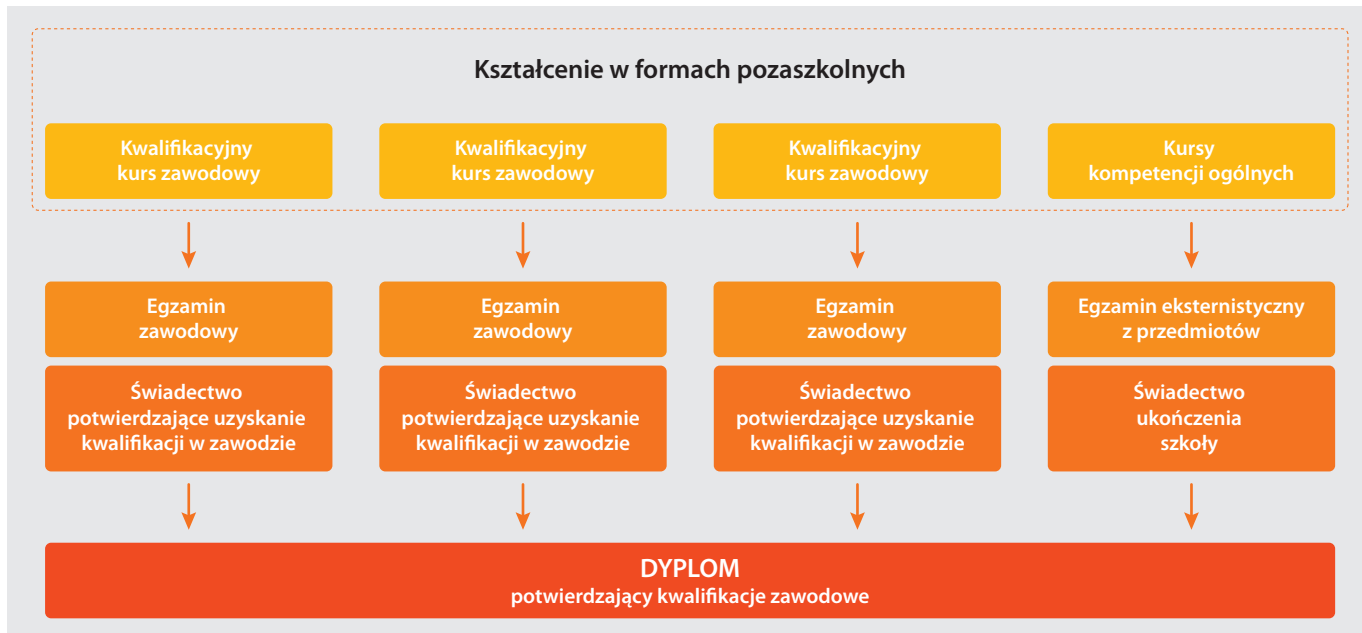 Kształcenie w formach pozaszkolnych
Kwalifikacyjny
kurs zawodowy
Kwalifikacyjny
kurs zawodowy
Kwalifikacyjny
kurs zawodowy
Kursy
kompetencji ogólnych
Egzamin
zawodowy
Egzamin
zawodowy
Egzamin
zawodowy
Egzamin eksternistyczny
z przedmiotów
Świadectwo
potwierdzające uzyskanie
kwalifikacji w zawodzie
Świadectwo
potwierdzające uzyskanie
kwalifikacji w zawodzie
Świadectwo
potwierdzające uzyskanie
kwalifikacji w zawodzie
Świadectwo
ukończenia
szkoły
DYPLOM
potwierdzający kwalifikacje zawodowe